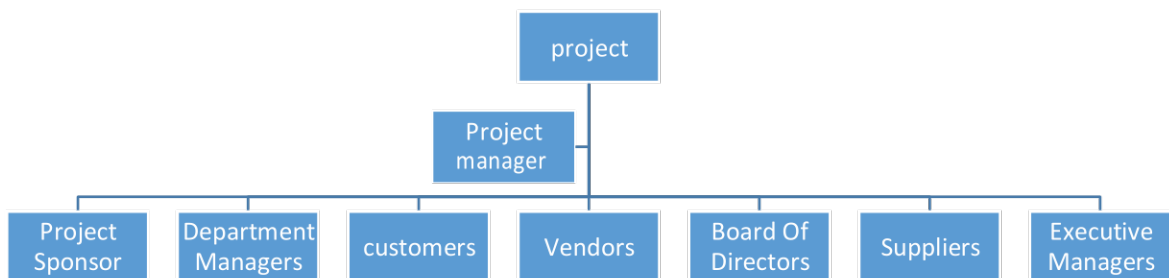 project
Project
manager
Project
Sponsor
Department
Managers
customers
Vendors
Board Of
Directors
Suppliers
Executive
Managers